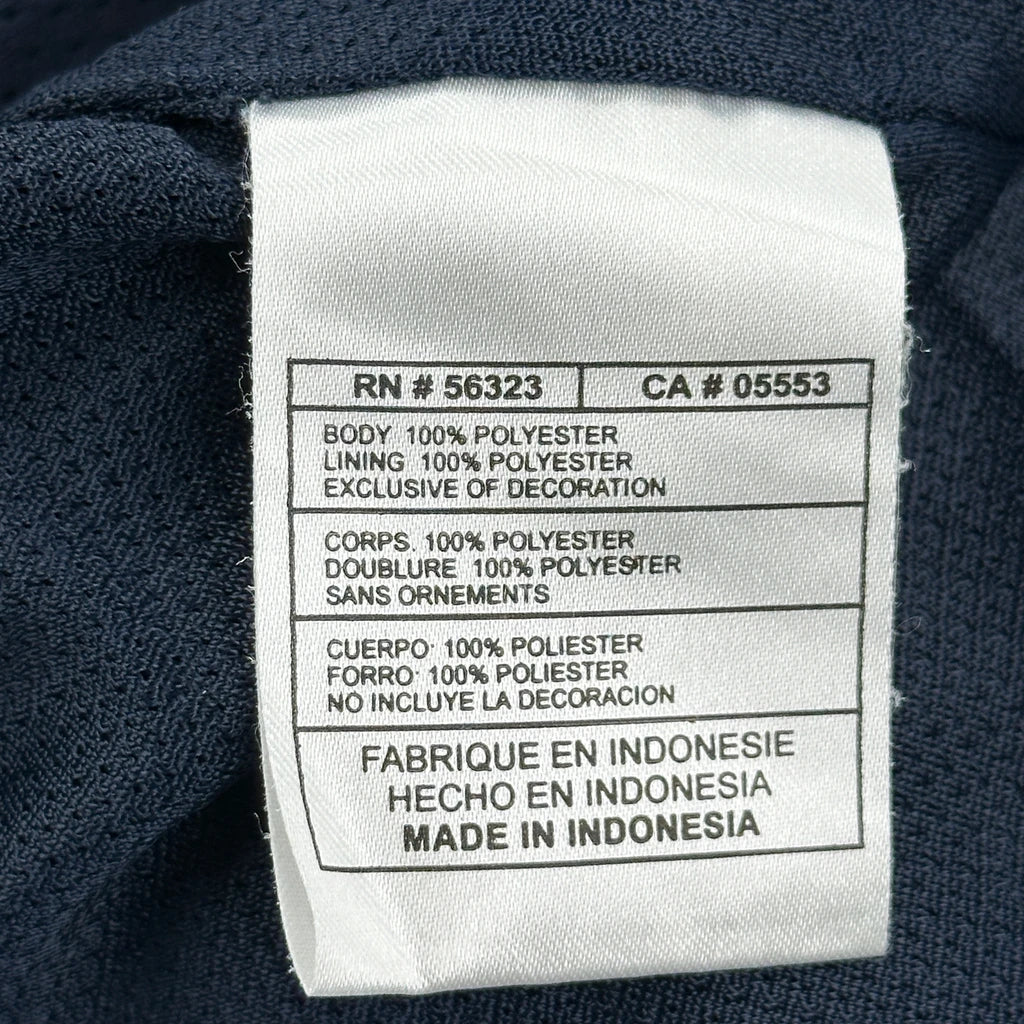 RN # 56323 CA # 05553
BODY 100% POLYESTER
LINING 100% POLYESTER
EXCLUSIVE OF DECORATION
CORPS. 100% POLYESTER
DOUBLURE 100% POLYESTER
SANS ORNEMENTS
CUERPO· 100% POLIESTER
FORRO· 100% POLIESTER
NO INCLUYE LA DECORACION
FABRIQUE EN INDONESIE
HECHO EN INDONESIA
MADE IN INDONESIA